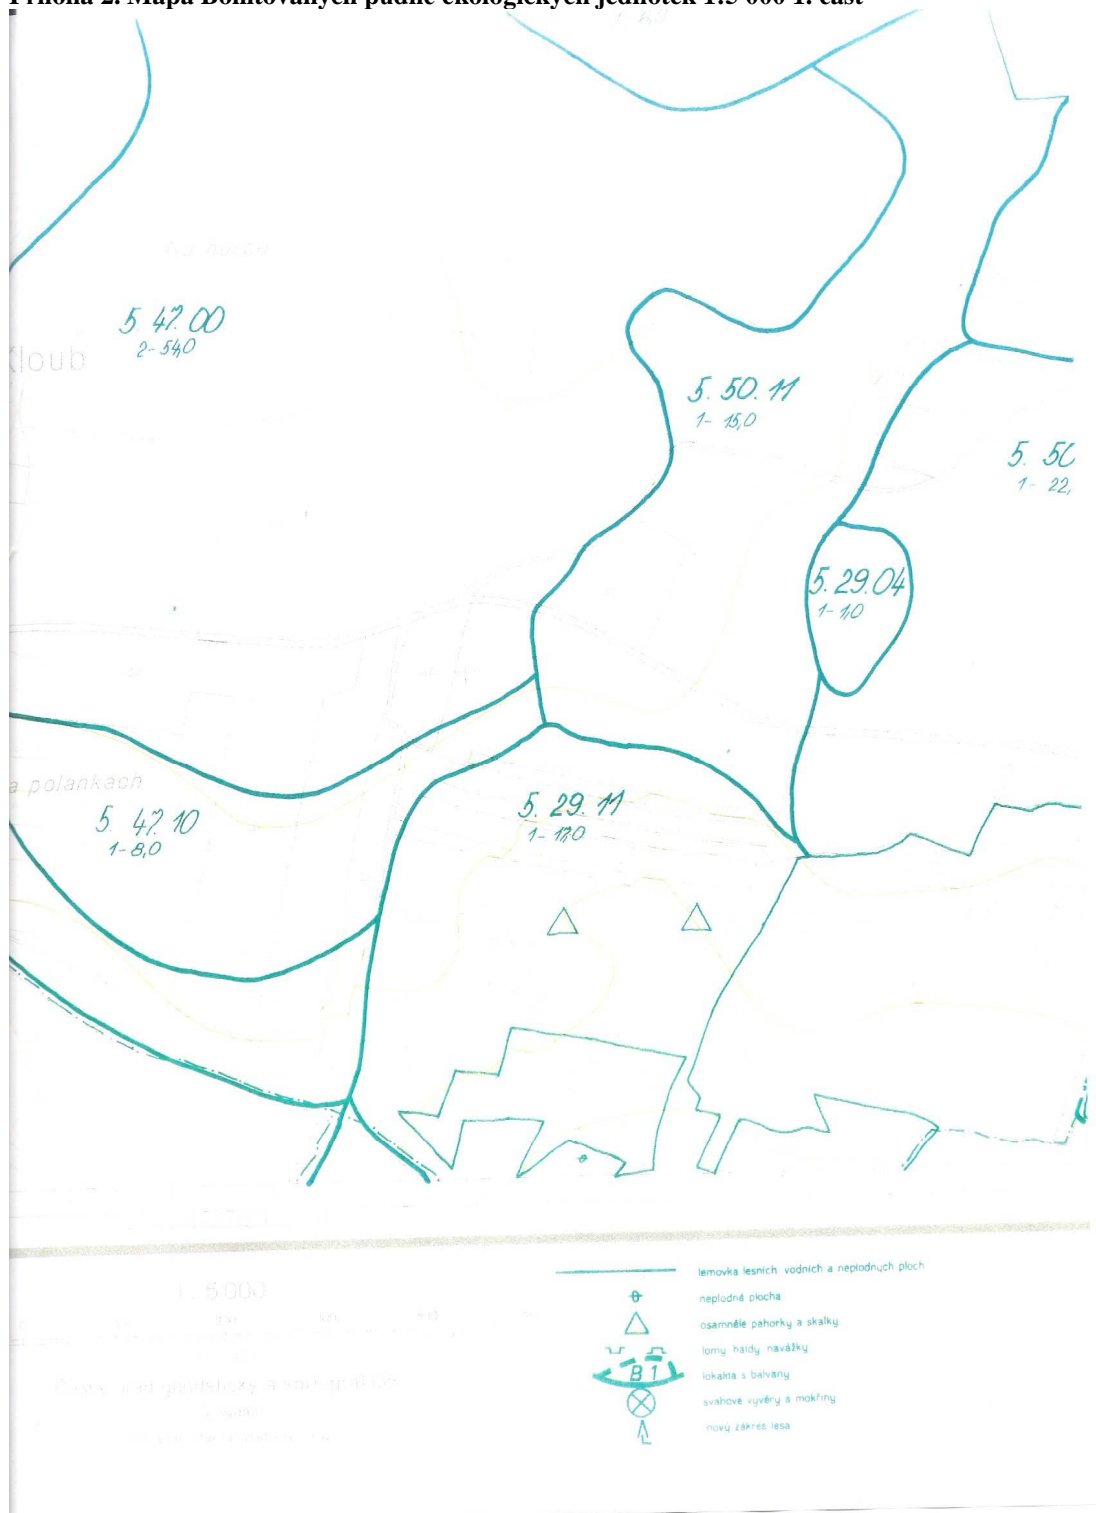 Příloha 2. Mapa Bonitovaných půdně ekologických jednotek 1:5 000 1. část
5 47.00
2-54,0
Kloub
5. 50. 11
1- 15,0
5. 5
1- 22,
5. 29.04
1-1,0
a polankách
5. 47.10
1-8,0
5. 29. 11
1- 17,0
1: 5000
lemovka lesních vodních a neplodných ploch
neplodná plocha
osamnělé pahorky a skalky
lomy haldy navážky
B 1
lokalita s balvany
svahové vývěry a mokřiny
nový zákres lesa